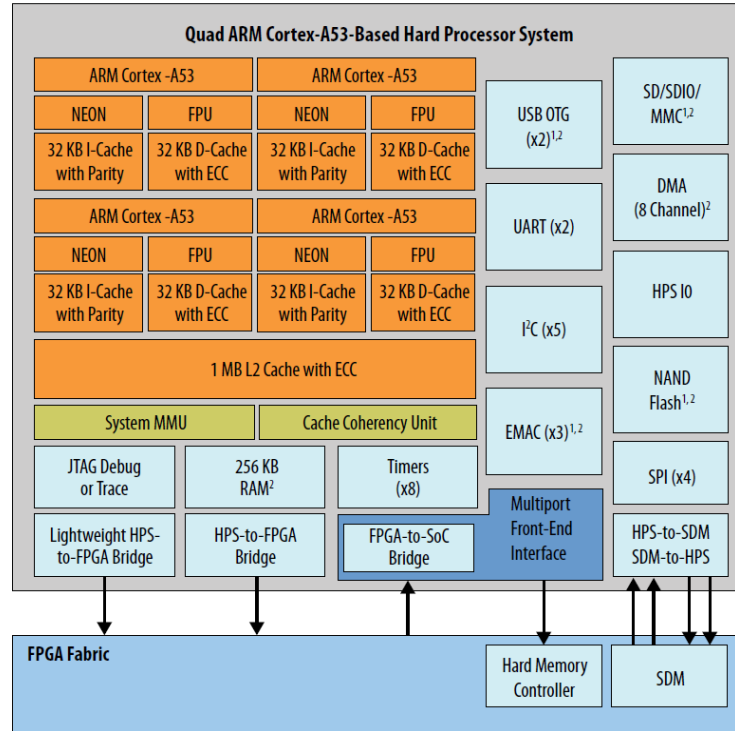 Quad ARM Cortex-A53-Based Hard Processor System
ARM Cortex -A53
ARM Cortex -A53
NEON
FPU
NEON
FPU
32 KB I-Cache
with Parity
32 KB D-Cache
with ECC
32 KB I-Cache
with Parity
32 KB D-Cache
with ECC
ARM Cortex -A53
ARM Cortex -A53
NEON
FPU
NEON
FPU
32 KB I-Cache
with Parity
32 KB D-Cache
with ECC
32 KB I-Cache
with Parity
32 KB D-Cache
with ECC
1 MB L2 Cache with ECC
System MMU
Cache Coherency Unit
JTAG Debug
or Trace
256 KB
RAM²
Timers
(x8)
Lightweight HPS-
to-FPGA Bridge
HPS-to-FPGA
Bridge
FPGA-to-SoC
Bridge
USB OTG
(x2)¹,²
UART (x2)
I²C (x5)
EMAC (x3)¹,²
Multiport
Front-End
Interface
SD/SDIO/
MMC¹,²
DMA
(8 Channel)²
HPS IO
NAND
Flash¹,²
SPI (x4)
HPS-to-SDM
SDM-to-HPS
FPGA Fabric
Hard Memory
Controller
SDM